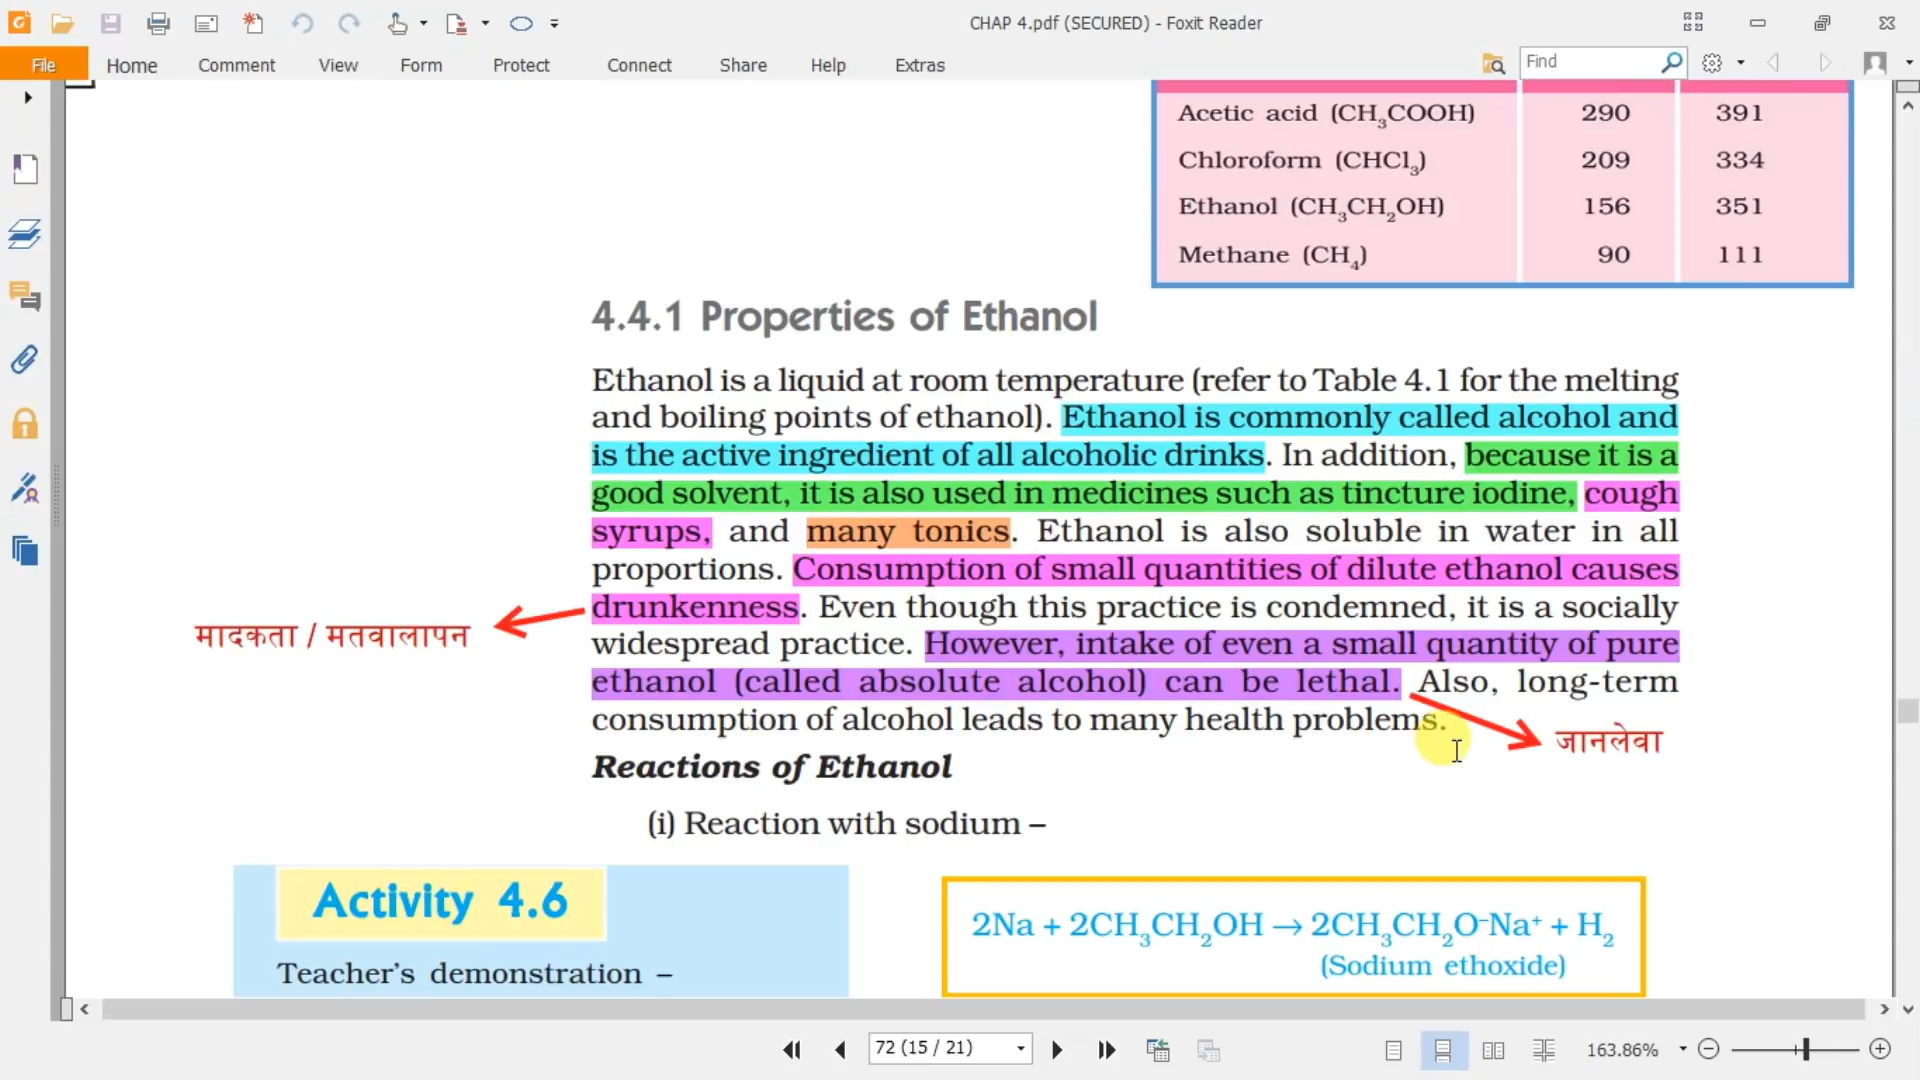 CHAP 4.pdf (SECURED) - Foxit Reader
File Home Comment View Form Protect Connect Share Help Extras Find
Acetic acid (CH₃COOH) 290 391
Chloroform (CHCl₃) 209 334
Ethanol (CH₃CH₂OH) 156 351
Methane (CH₄) 90 111
4.4.1 Properties of Ethanol
Ethanol is a liquid at room temperature (refer to Table 4.1 for the melting
and boiling points of ethanol). Ethanol is commonly called alcohol and
is the active ingredient of all alcoholic drinks. In addition, because it is a
good solvent, it is also used in medicines such as tincture iodine, cough
syrups, and many tonics. Ethanol is also soluble in water in all
proportions. Consumption of small quantities of dilute ethanol causes
drunkenness. Even though this practice is condemned, it is a socially
मादकता / मतवालापन
widespread practice. However, intake of even a small quantity of pure
ethanol (called absolute alcohol) can be lethal. Also, long-term
consumption of alcohol leads to many health problems.
जानलेवा
Reactions of Ethanol
(i) Reaction with sodium –
Activity 4.6
Teacher's demonstration –
2Na + 2CH₃CH₂OH → 2CH₃CH₂O⁻Na⁺ + H₂
(Sodium ethoxide)
72 (15 / 21)
163.86%